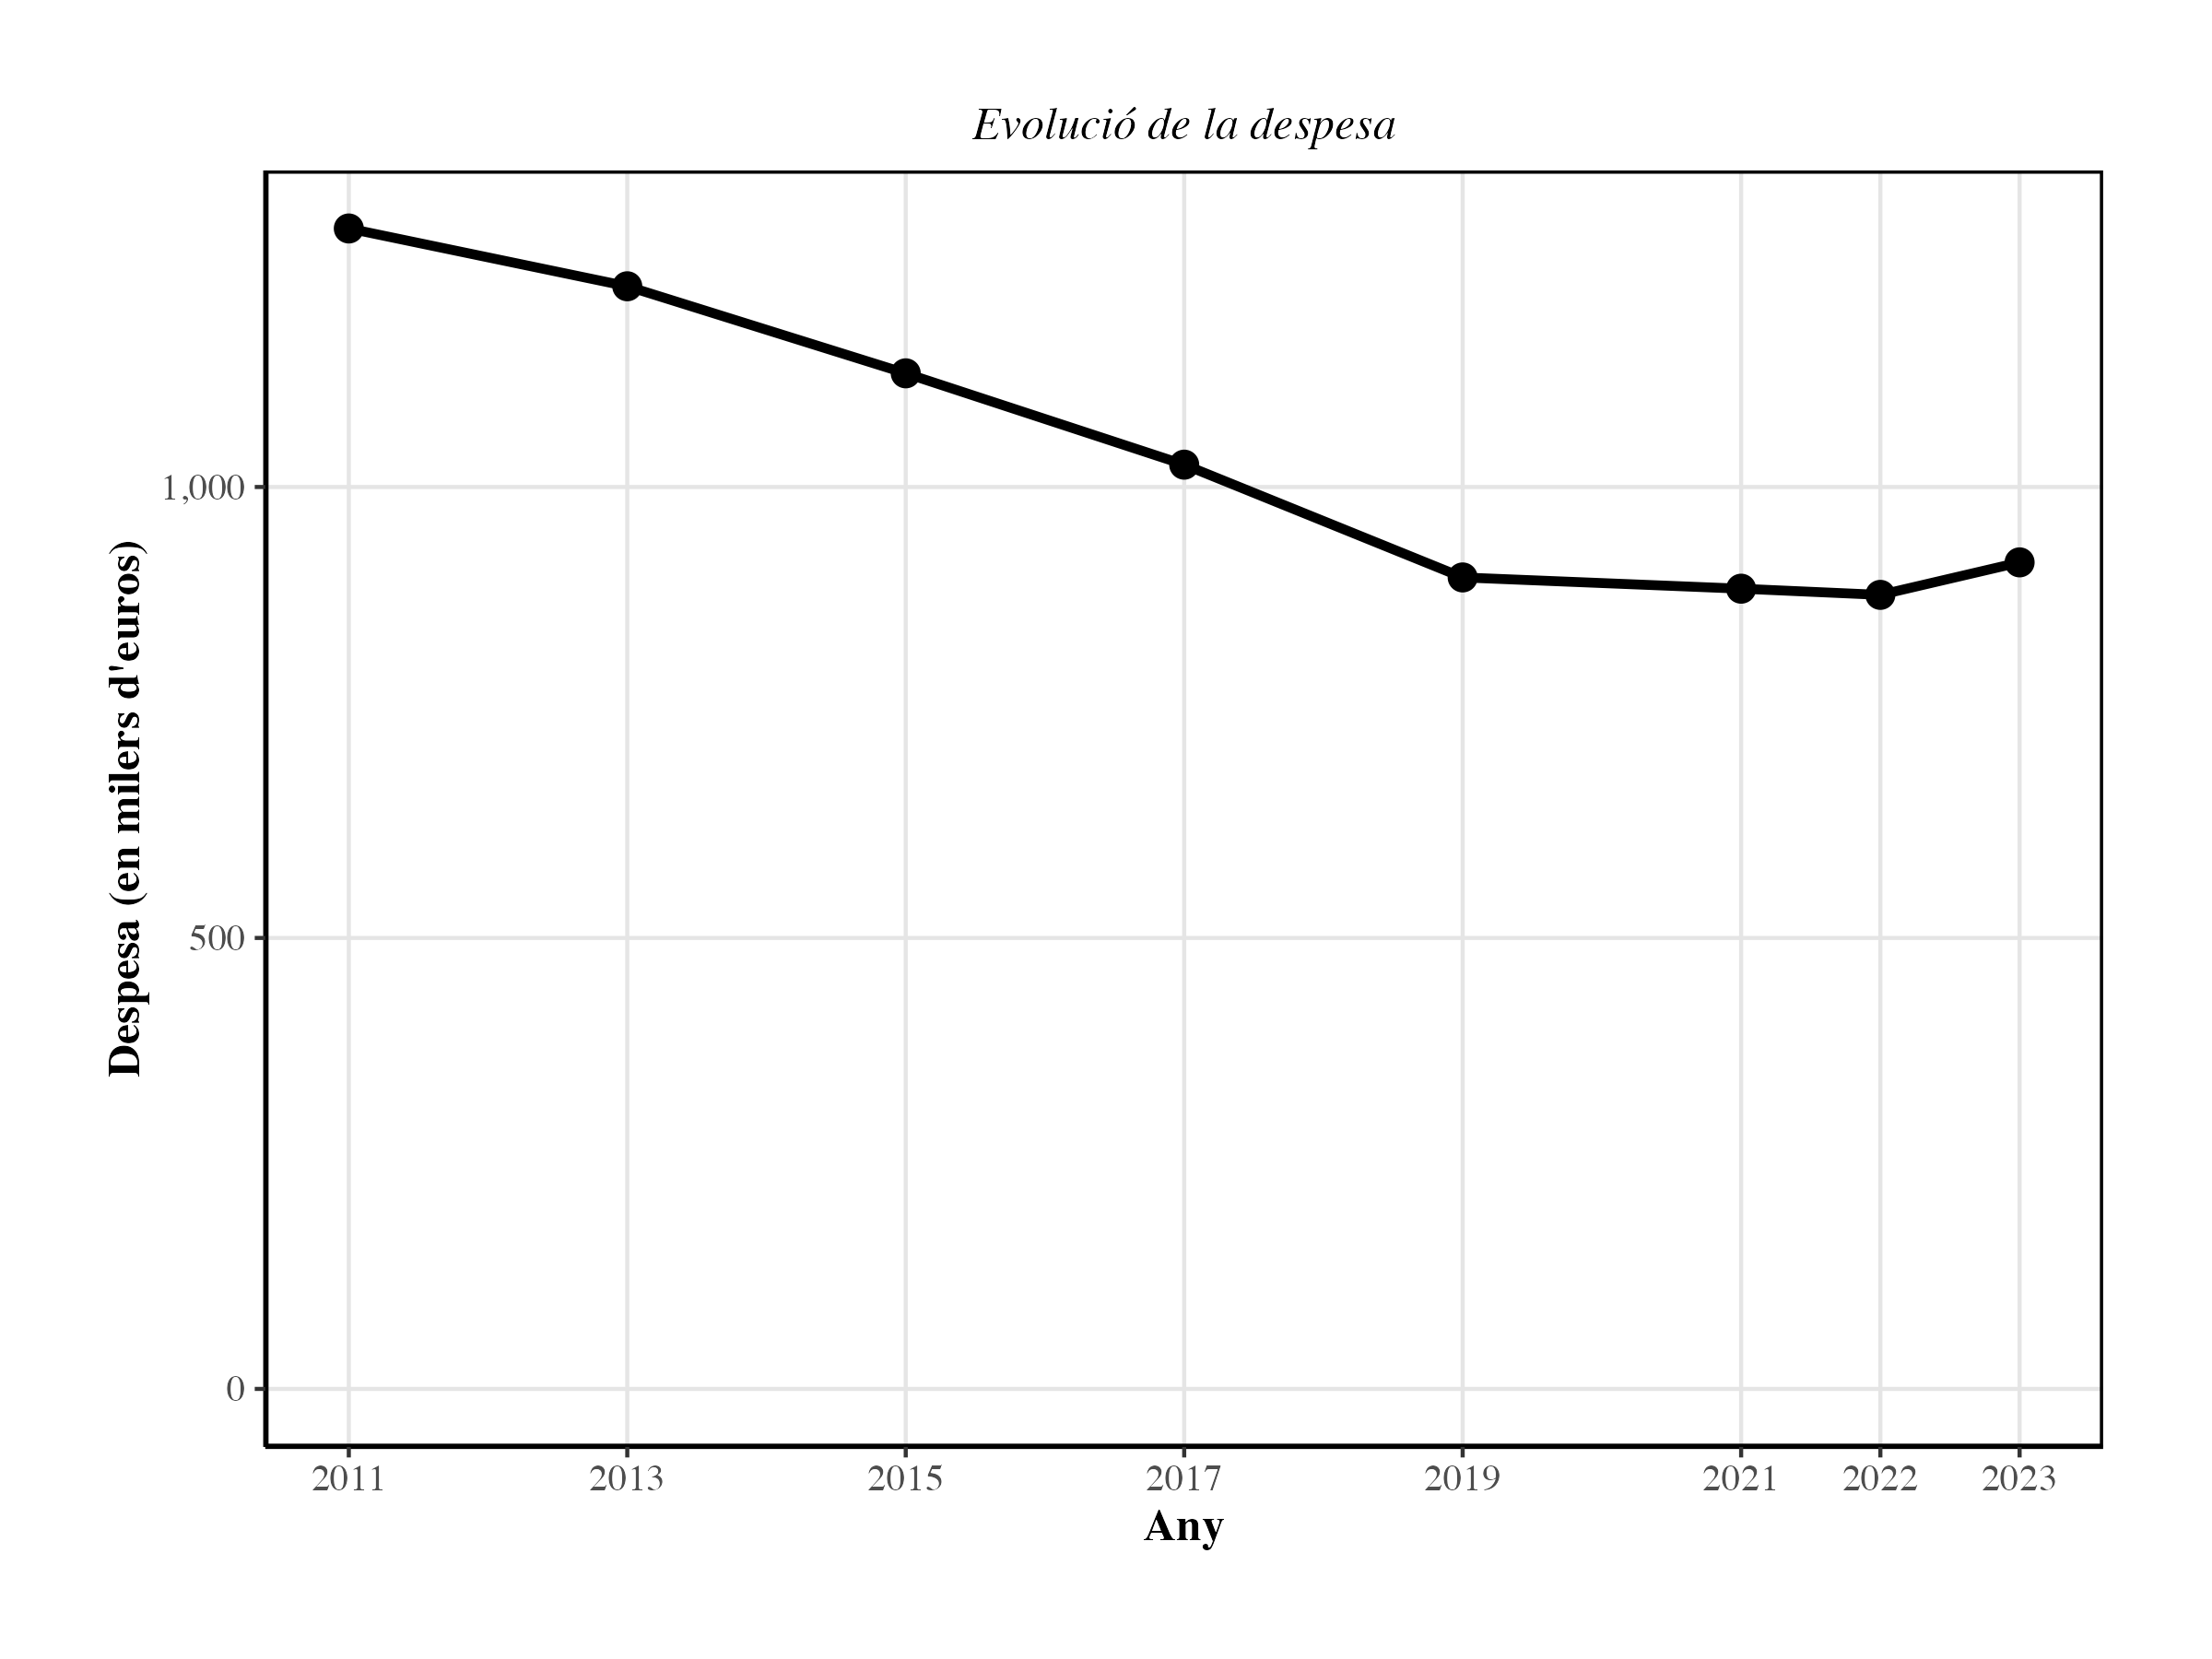 Evolució de la despesa
Despesa (en milers d'euros)
1,000
500
0
2011 2013 2015 2017 2019 2021 2022 2023
Any